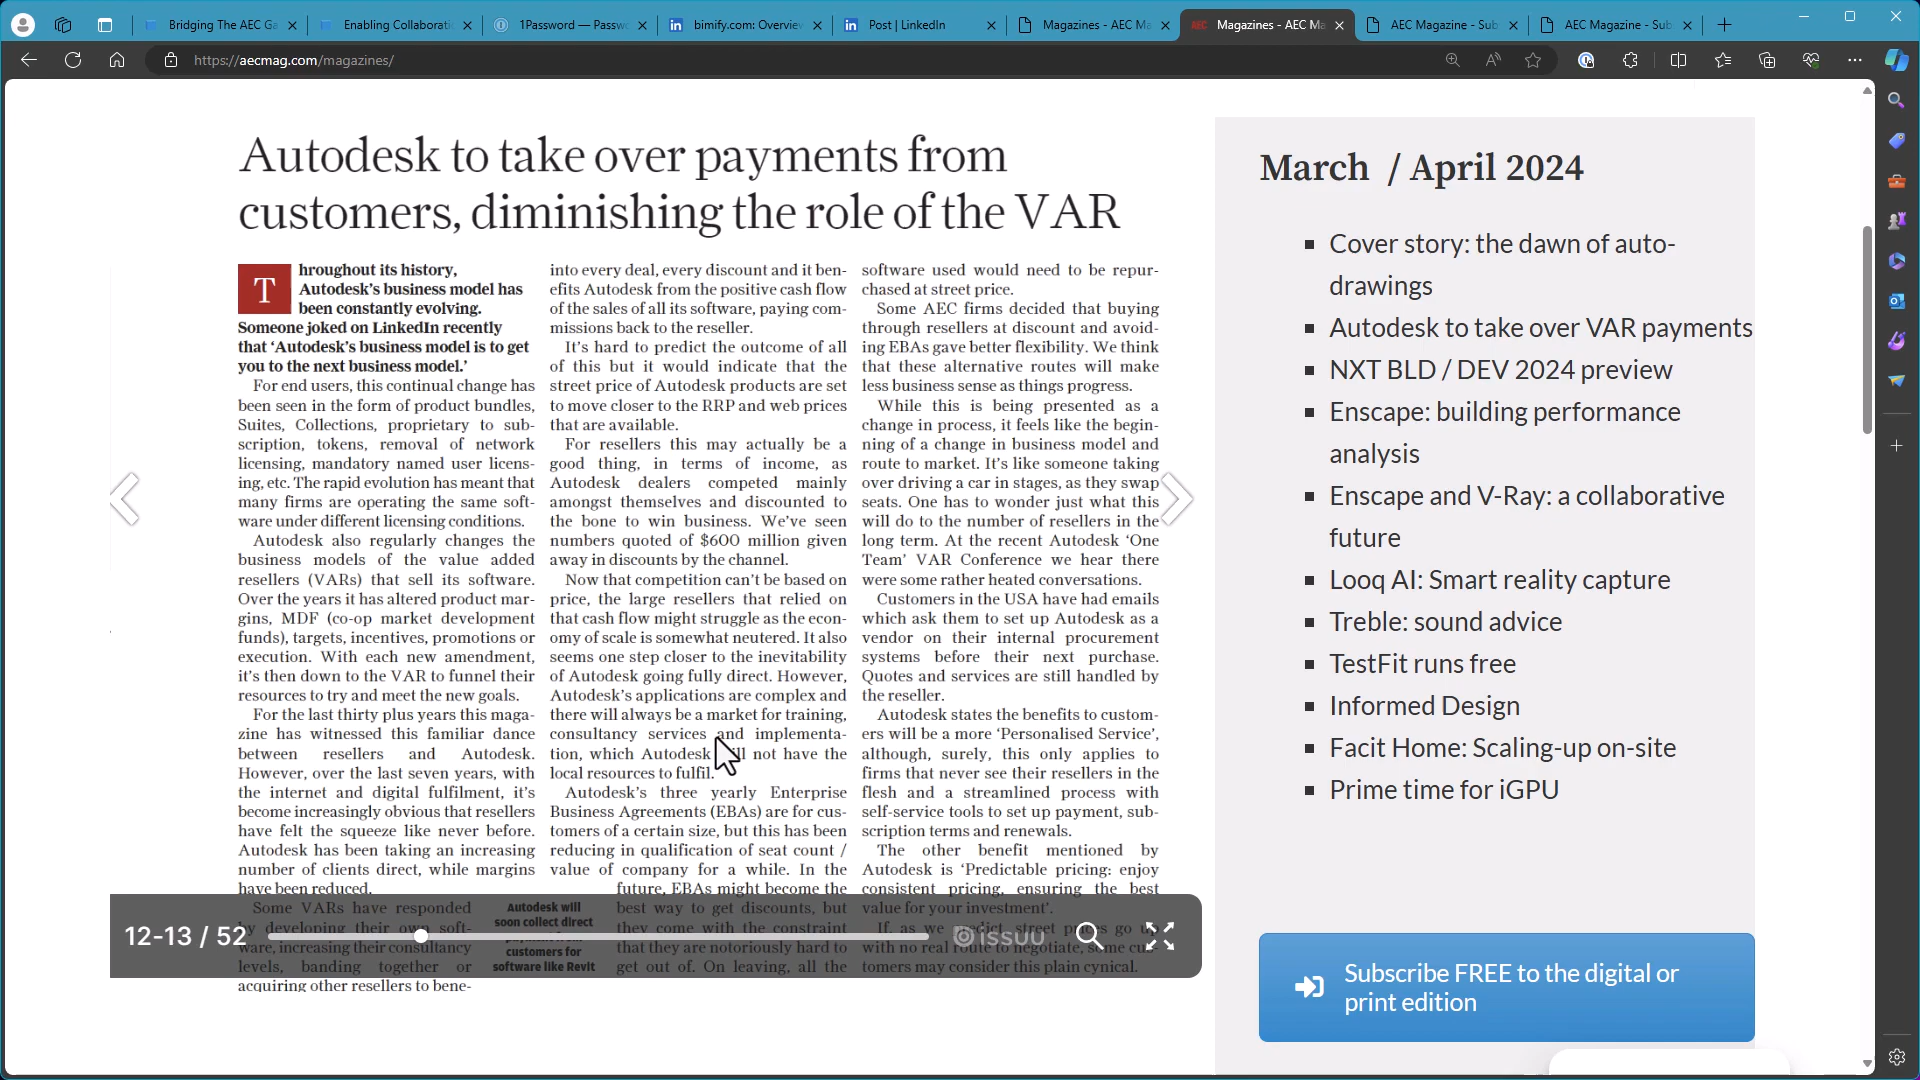 Bridging The AEC Ga
Enabling Collaborati
1Password — Passwo
bimify.com: Overview
Post | LinkedIn
Magazines - AEC Ma
Magazines - AEC Ma
AEC Magazine - Sub
AEC Magazine - Sub
https://aecmag.com/magazines/
Autodesk to take over payments from
customers, diminishing the role of the VAR
Throughout its history,
Autodesk's business model has
been constantly evolving.
Someone joked on LinkedIn recently
that 'Autodesk's business model is to get
you to the next business model.'
For end users, this continual change has
been seen in the form of product bundles,
Suites, Collections, proprietary to sub-
scription, tokens, removal of network
licensing, mandatory named user licens-
ing, etc. The rapid evolution has meant that
many firms are operating the same soft-
ware under different licensing conditions.
Autodesk also regularly changes the
business models of the value added
resellers (VARs) that sell its software.
Over the years it has altered product mar-
gins, MDF (co-op market development
funds), targets, incentives, promotions or
execution. With each new amendment,
it's then down to the VAR to funnel their
resources to try and meet the new goals.
For the last thirty plus years this maga-
zine has witnessed this familiar dance
between resellers and Autodesk.
However, over the last seven years, with
the internet and digital fulfilment, it's
become increasingly obvious that resellers
have felt the squeeze like never before.
Autodesk has been taking an increasing
number of clients direct, while margins
have been reduced.
Some VARs have responded
by developing their own soft-
ware, increasing their consultancy
levels, banding together or
acquiring other resellers to bene-
Autodesk will
soon collect direct
payments from
customers for
software like Revit
into every deal, every discount and it ben-
efits Autodesk from the positive cash flow
of the sales of all its software, paying com-
missions back to the reseller.
It's hard to predict the outcome of all
of this but it would indicate that the
street price of Autodesk products are set
to move closer to the RRP and web prices
that are available.
For resellers this may actually be a
good thing, in terms of income, as
Autodesk dealers competed mainly
amongst themselves and discounted to
the bone to win business. We've seen
numbers quoted of $600 million given
away in discounts by the channel.
Now that competition can't be based on
price, the large resellers that relied on
that cash flow might struggle as the econ-
omy of scale is somewhat neutered. It also
seems one step closer to the inevitability
of Autodesk going fully direct. However,
Autodesk's applications are complex and
there will always be a market for training,
consultancy services and implementa-
tion, which Autodesk will not have the
local resources to fulfil.
Autodesk's three yearly Enterprise
Business Agreements (EBAs) are for cus-
tomers of a certain size, but this has been
reducing in qualification of seat count /
value of company for a while. In the
future, EBAs might become the
best way to get discounts, but
they come with the constraint
that they are notoriously hard to
get out of. On leaving, all the
software used would need to be repur-
chased at street price.
Some AEC firms decided that buying
through resellers at discount and avoid-
ing EBAs gave better flexibility. We think
that these alternative routes will make
less business sense as things progress.
While this is being presented as a
change in process, it feels like the begin-
ning of a change in business model and
route to market. It's like someone taking
over driving a car in stages, as they swap
seats. One has to wonder just what this
will do to the number of resellers in the
long term. At the recent Autodesk 'One
Team' VAR Conference we hear there
were some rather heated conversations.
Customers in the USA have had emails
which ask them to set up Autodesk as a
vendor on their internal procurement
systems before their next purchase.
Quotes and services are still handled by
the reseller.
Autodesk states the benefits to custom-
ers will be a more 'Personalised Service',
although, surely, this only applies to
firms that never see their resellers in the
flesh and a streamlined process with
self-service tools to set up payment, sub-
scription terms and renewals.
The other benefit mentioned by
Autodesk is 'Predictable pricing: enjoy
consistent pricing, ensuring the best
value for your investment'.
If, as we predict, street prices go up
with no real route to negotiate, some cus-
tomers may consider this plain cynical.
12-13 / 52
issuu
March / April 2024
Cover story: the dawn of auto-
drawings
Autodesk to take over VAR payments
NXT BLD / DEV 2024 preview
Enscape: building performance
analysis
Enscape and V-Ray: a collaborative
future
Looq AI: Smart reality capture
Treble: sound advice
TestFit runs free
Informed Design
Facit Home: Scaling-up on-site
Prime time for iGPU
Subscribe FREE to the digital or
print edition